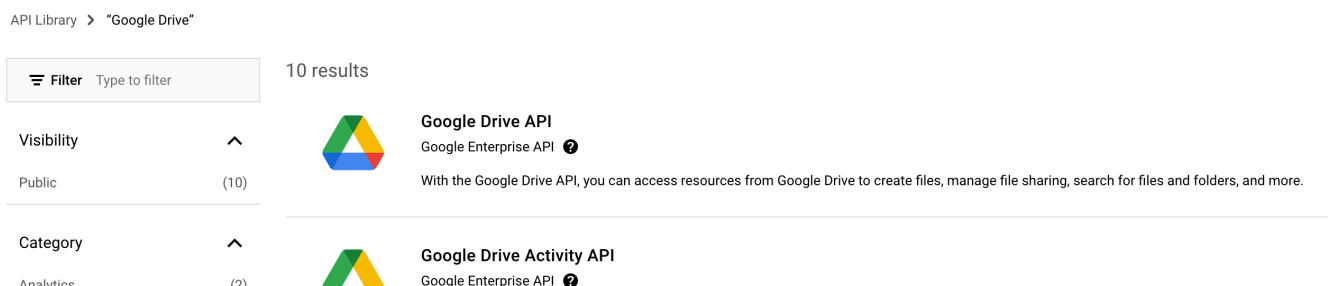 API Library > “Google Drive”
Filter Type to filter
10 results
Visibility
Public (10)
Category
Analytics (2)
Google Drive API
Google Enterprise API ?
With the Google Drive API, you can access resources from Google Drive to create files, manage file sharing, search for files and folders, and more.
Google Drive Activity API
Google Enterprise API ?